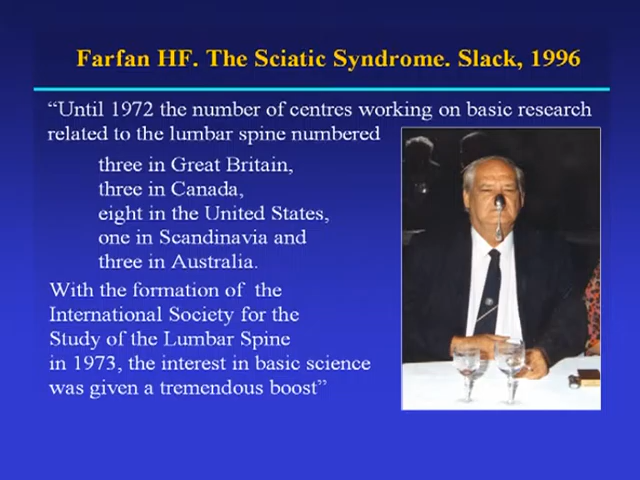 Farfan HF. The Sciatic Syndrome. Slack, 1996
“Until 1972 the number of centres working on basic research
related to the lumbar spine numbered
three in Great Britain,
three in Canada,
eight in the United States,
one in Scandinavia and
three in Australia.
With the formation of the
International Society for the
Study of the Lumbar Spine
in 1973, the interest in basic science
was given a tremendous boost”